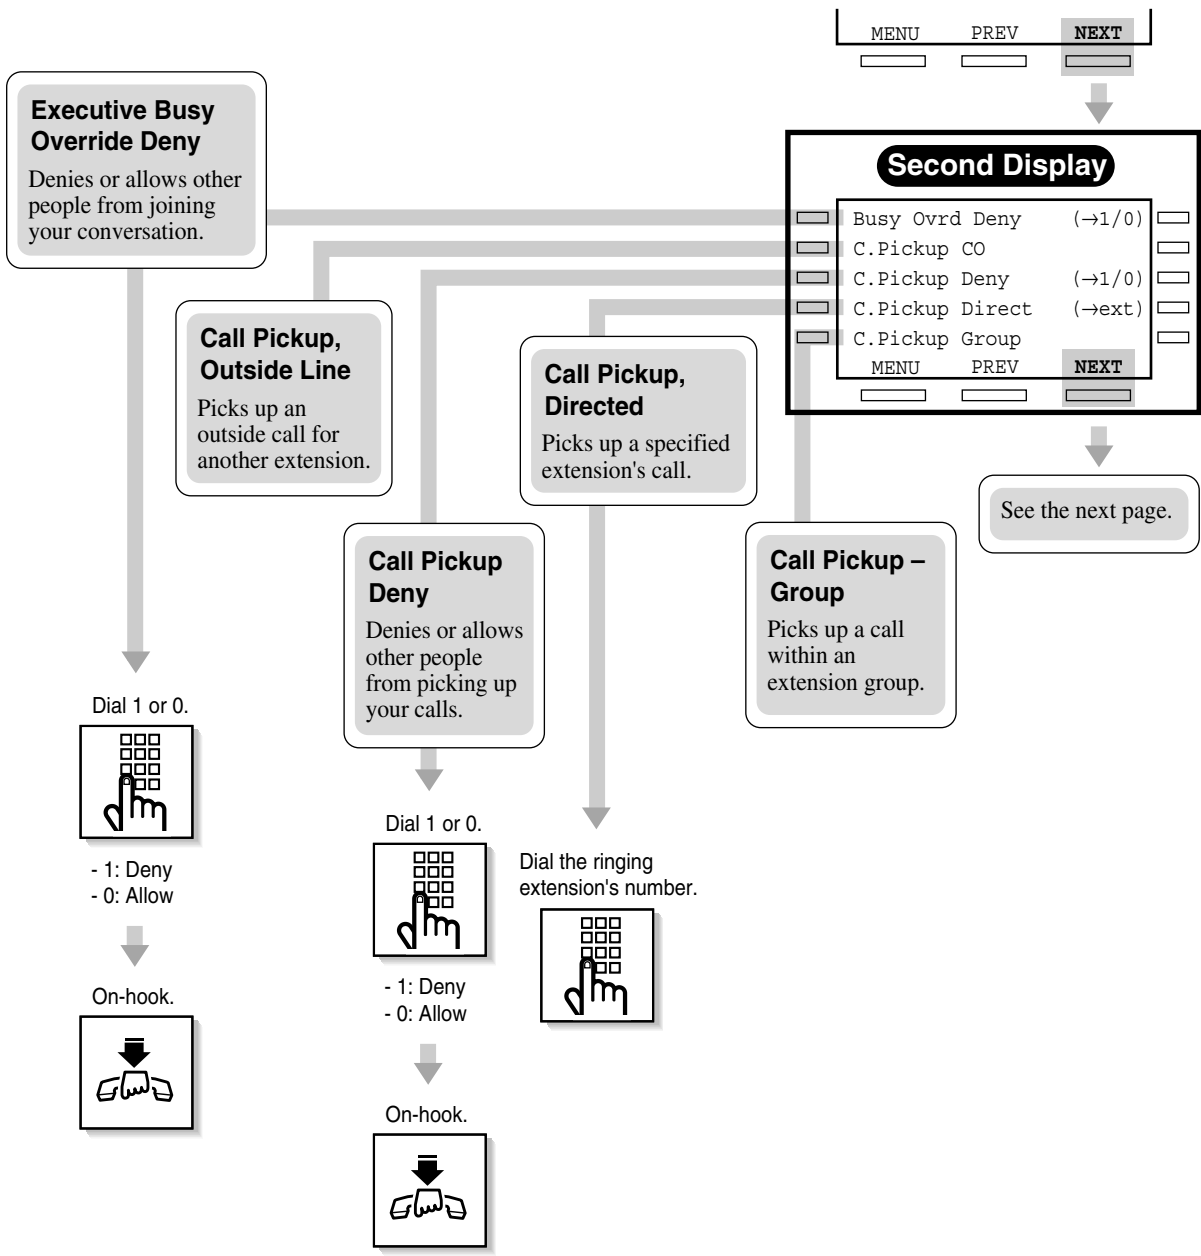 MENU PREV NEXT
Executive Busy
Override Deny
Denies or allows other
people from joining
your conversation.
Second Display
Busy Ovrd Deny (→1/0)
C.Pickup CO
C.Pickup Deny (→1/0)
C.Pickup Direct (→ext)
C.Pickup Group
MENU PREV NEXT
Call Pickup,
Outside Line
Picks up an
outside call for
another extension.
Call Pickup,
Directed
Picks up a specified
extension's call.
See the next page.
Call Pickup
Deny
Denies or allows
other people
from picking up
your calls.
Call Pickup –
Group
Picks up a call
within an
extension group.
Dial 1 or 0.
- 1: Deny
- 0: Allow
On-hook.
Dial 1 or 0.
- 1: Deny
- 0: Allow
On-hook.
Dial the ringing
extension's number.